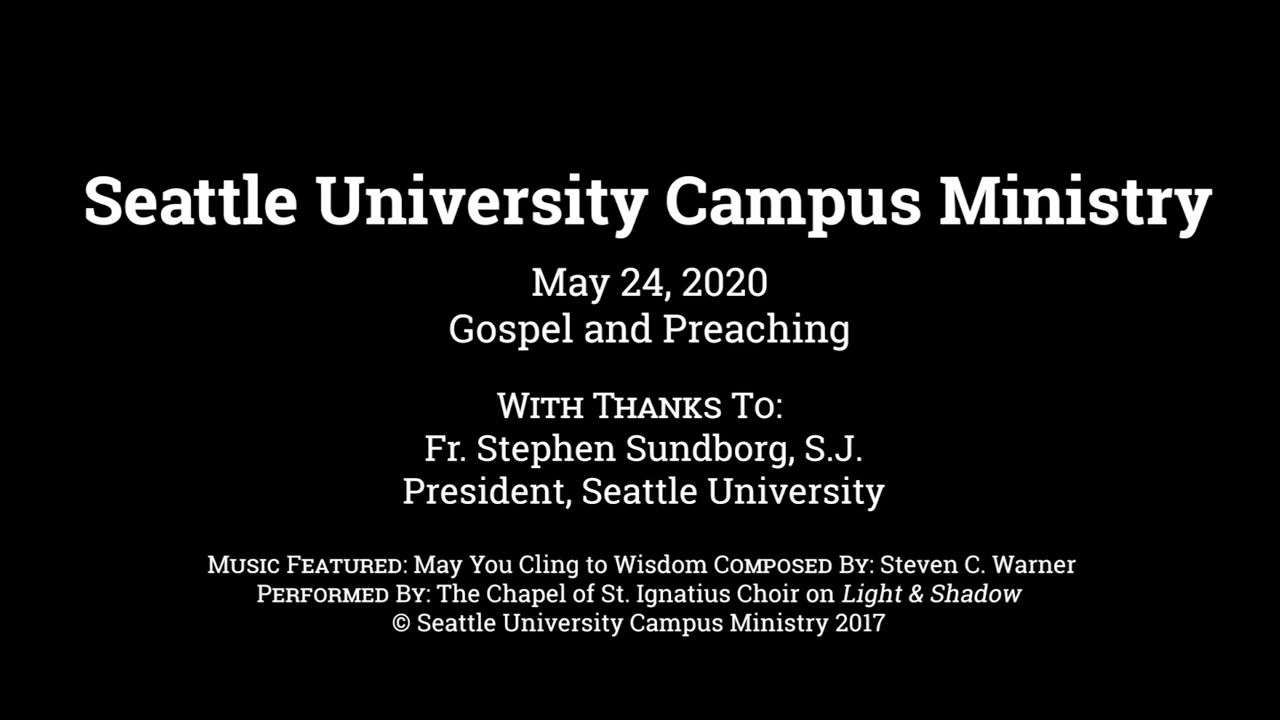 Seattle University Campus Ministry
May 24, 2020
Gospel and Preaching
With Thanks To:
Fr. Stephen Sundborg, S.J.
President, Seattle University
Music Featured: May You Cling to Wisdom Composed By: Steven C. Warner
Performed By: The Chapel of St. Ignatius Choir on Light & Shadow
© Seattle University Campus Ministry 2017